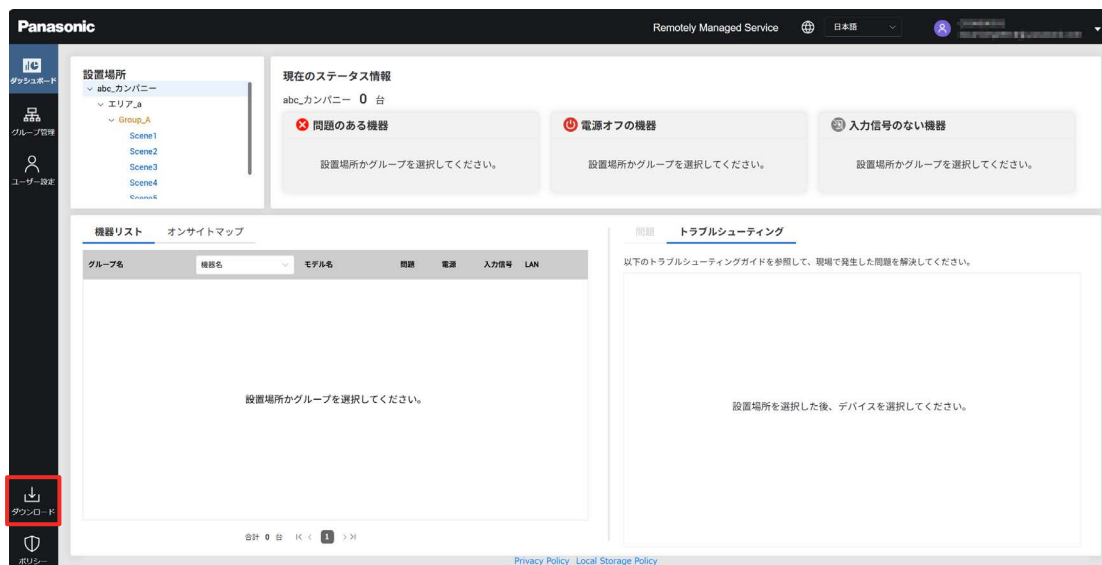 Panasonic
Remotely Managed Service
日本語
ダッシュボード
グループ管理
ユーザー設定
ダウンロード
ポリシー
設置場所
abc_カンパニー
エリア_a
Group_A
Scene1
Scene2
Scene3
Scene4
Scene5
現在のステータス情報
abc_カンパニー 0 台
問題のある機器
設置場所かグループを選択してください。
電源オフの機器
設置場所かグループを選択してください。
入力信号のない機器
設置場所かグループを選択してください。
機器リスト オンサイトマップ
グループ名 機器名 モデル名 問題 電源 入力信号 LAN
設置場所かグループを選択してください。
合計 0 台 1
問題 トラブルシューティング
以下のトラブルシューティングガイドを参照して、現場で発生した問題を解決してください。
設置場所を選択した後、デバイスを選択してください。
Privacy Policy Local Storage Policy